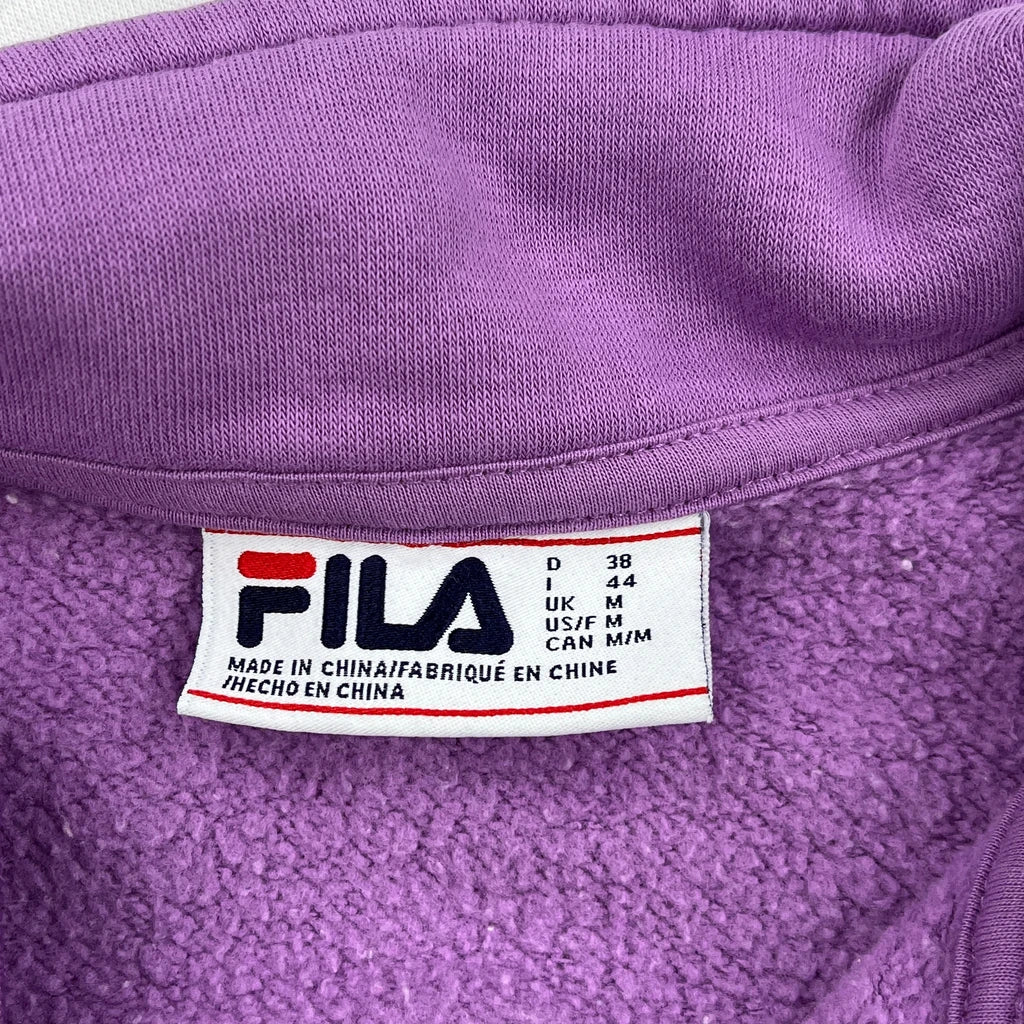 FILA
D 38
I 44
UK M
US/F M
CAN M/M
MADE IN CHINA/FABRIQUÉ EN CHINE
/HECHO EN CHINA